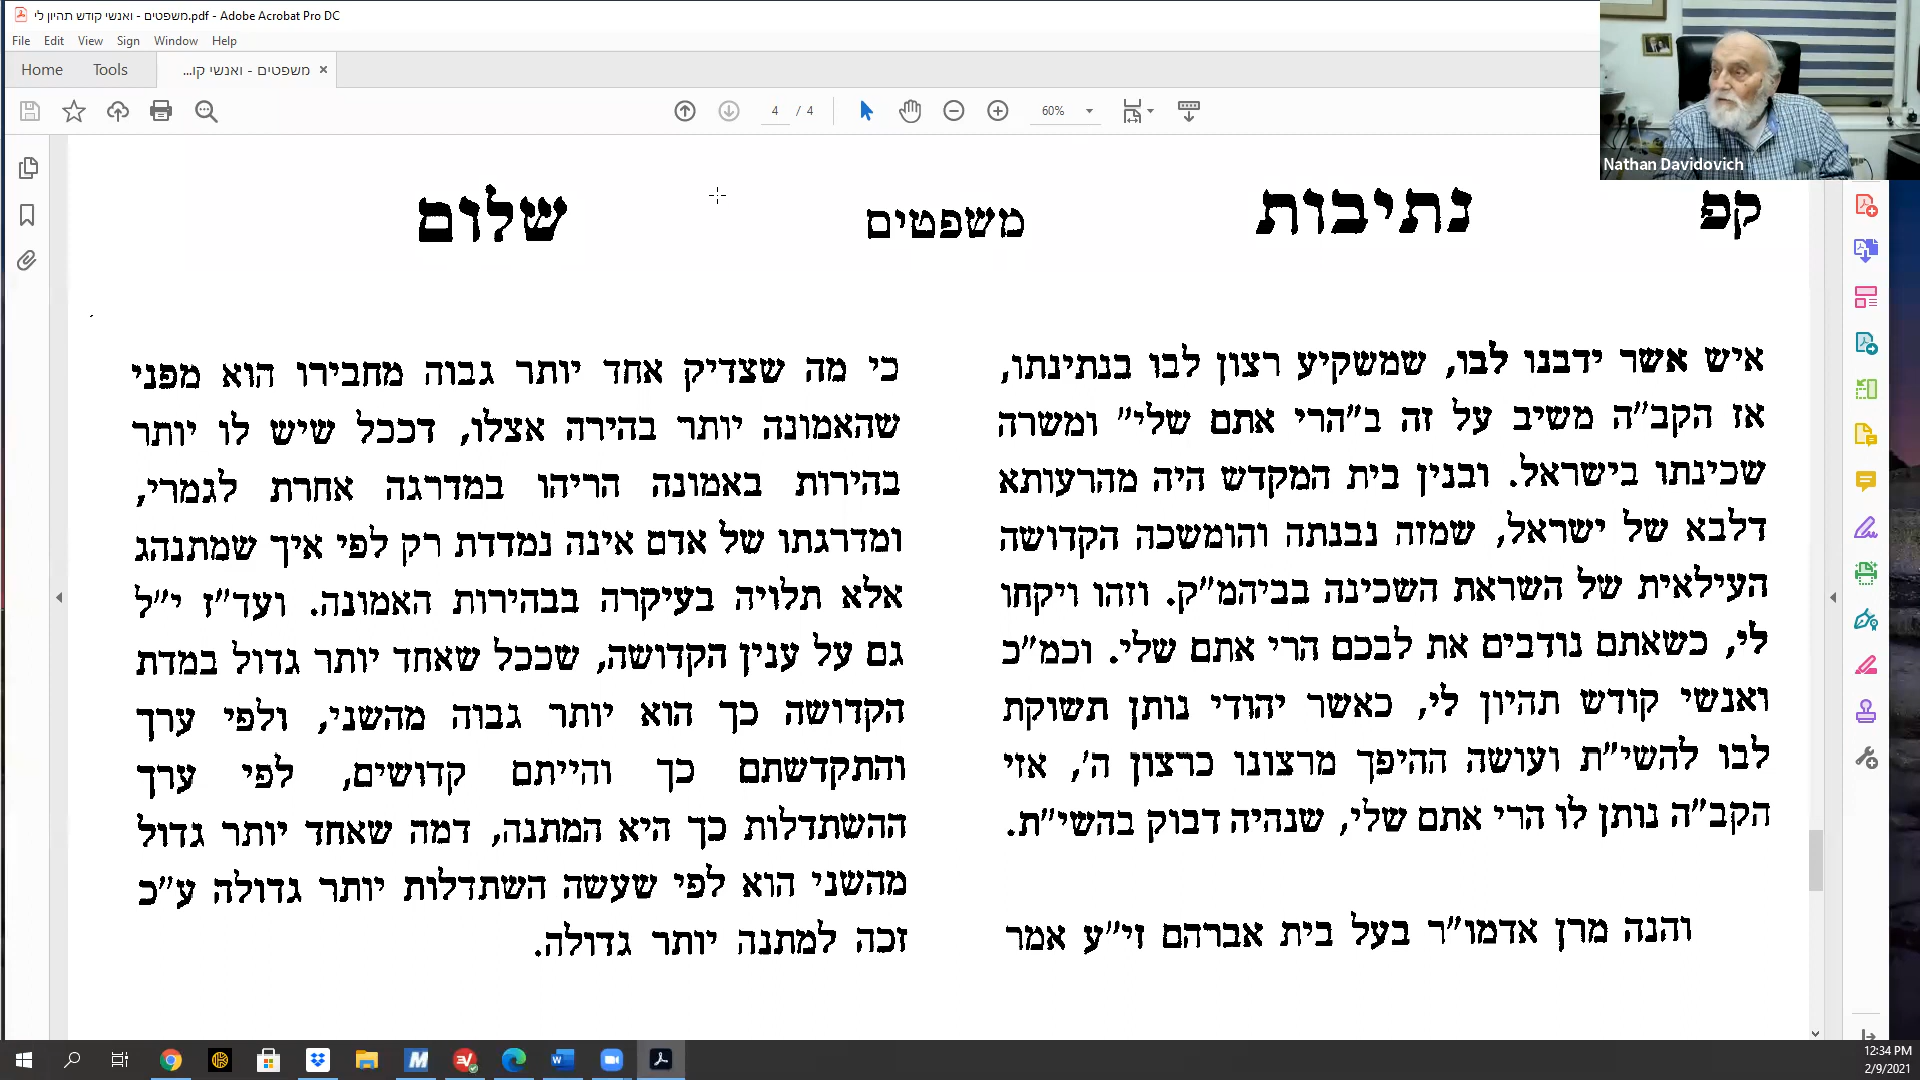 משפטים - ואנשי קודש תהיון לי.pdf - Adobe Acrobat Pro DC
File Edit View Sign Window Help
Home Tools משפטים - ואנשי קו... ×
4 / 4 60%
Nathan Davidovich
קפ נתיבות משפטים שלום
איש אשר ידבנו לבו, שמשקיע רצון לבו בנתינתו,
אז הקב"ה משיב על זה ב"הרי אתם שלי" ומשרה
שכינתו בישראל. ובנין בית המקדש היה מהרעותא
דלבא של ישראל, שמזה נבנתה והומשכה הקדושה
העילאית של השראת השכינה בביהמ"ק. וזהו ויקחו
לי, כשאתם נודבים את לבכם הרי אתם שלי. וכמ"כ
ואנשי קודש תהיון לי, כאשר יהודי נותן תשוקת
לבו להשי"ת ועושה ההיפך מרצונו כרצון ה', אזי
הקב"ה נותן לו הרי אתם שלי, שנהיה דבוק בהשי"ת.
והנה מרן אדמו"ר בעל בית אברהם זי"ע אמר
כי מה שצדיק אחד יותר גבוה מחבירו הוא מפני
שהאמונה יותר בהירה אצלו, דככל שיש לו יותר
בהירות באמונה הריהו במדרגה אחרת לגמרי,
ומדרגתו של אדם אינה נמדדת רק לפי איך שמתנהג
אלא תלויה בעיקרה בבהירות האמונה. ועד"ז י"ל
גם על ענין הקדושה, שככל שאחד יותר גדול במדת
הקדושה כך הוא יותר גבוה מהשני, ולפי ערך
והתקדשתם כך והייתם קדושים, לפי ערך
ההשתדלות כך היא המתנה, דמה שאחד יותר גדול
מהשני הוא לפי שעשה השתדלות יותר גדולה ע"כ
זכה למתנה יותר גדולה.
12:34 PM
2/9/2021